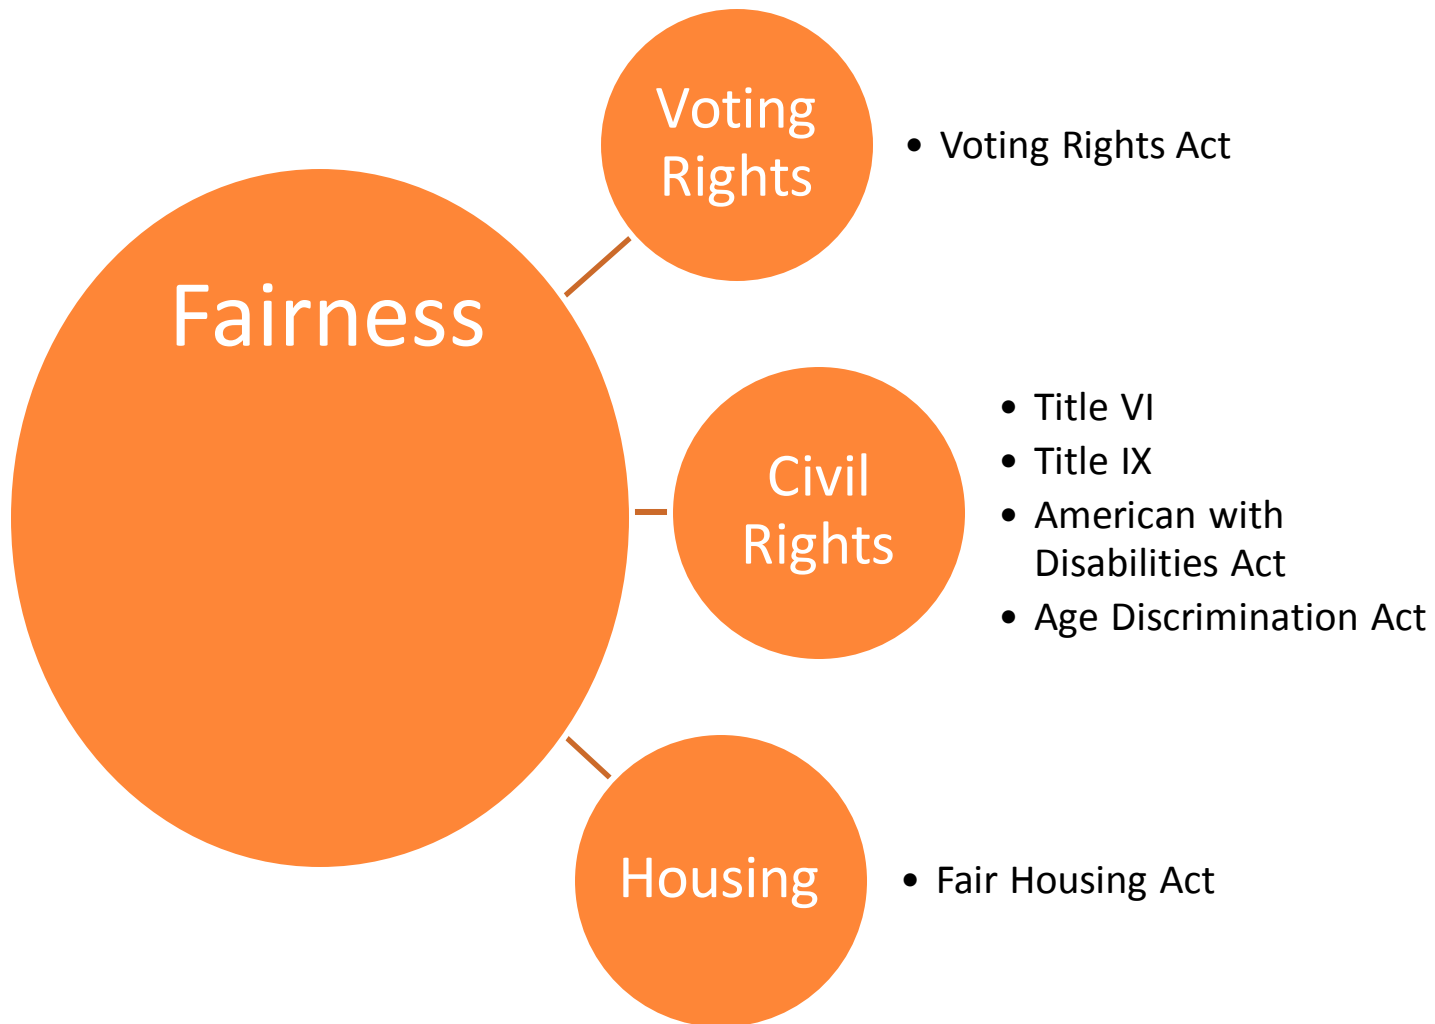 Fairness
Voting
Rights
• Voting Rights Act
Civil
Rights
• Title VI
• Title IX
• American with
Disabilities Act
• Age Discrimination Act
Housing
• Fair Housing Act